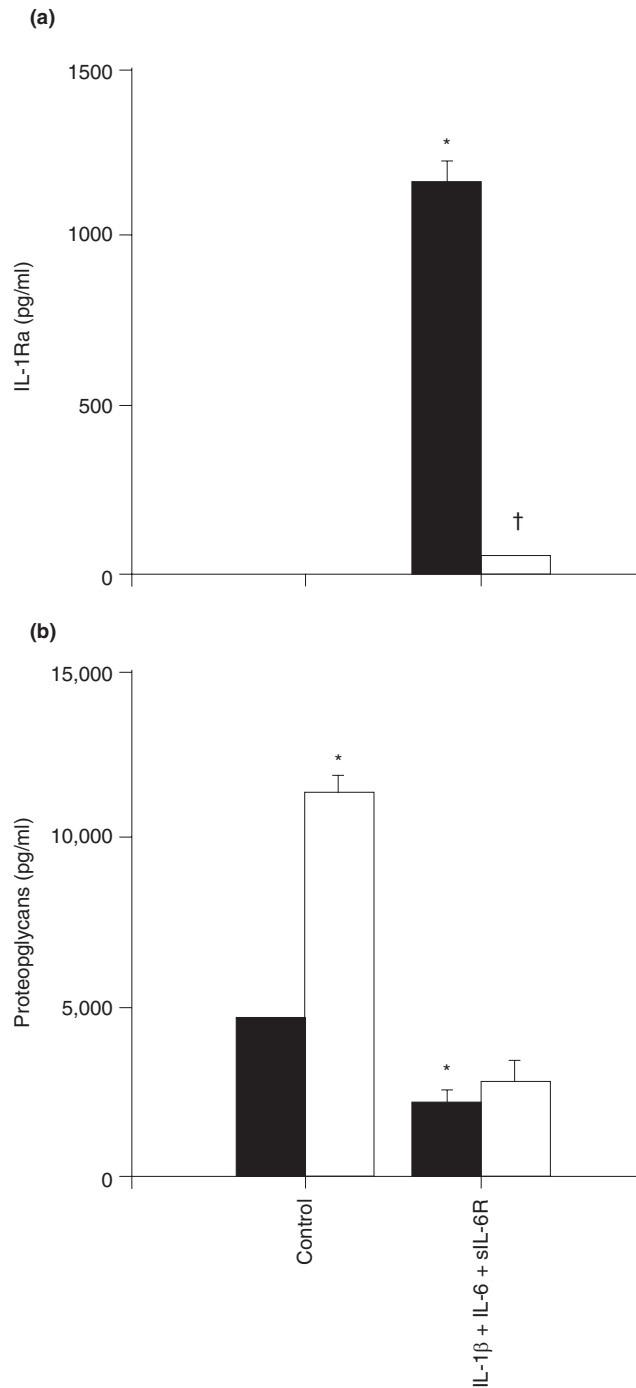 (a)
1500
*
1000
IL-1Ra (pg/ml)
500
†
0
(b)
15,000
*
10,000
Proteopglycans (pg/ml)
5,000
*
0
Control
IL-1β + IL-6 + sIL-6R